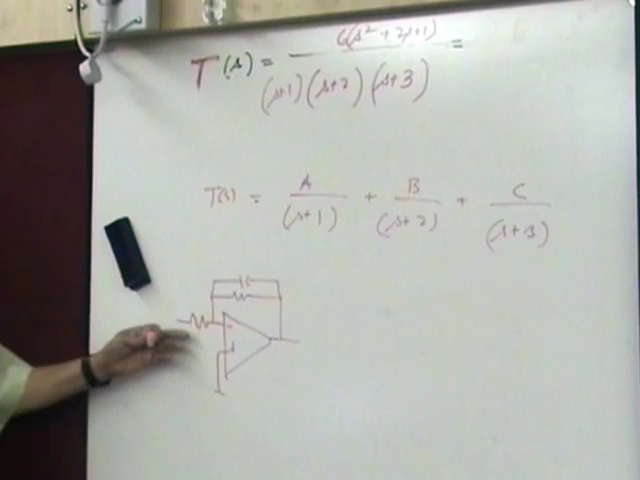 T(s) = 6(s² + 2s+1) / (s+1)(s+2)(s+3) =
T(s) = A/(s+1) + B/(s+2) + C/(s+3)
- +